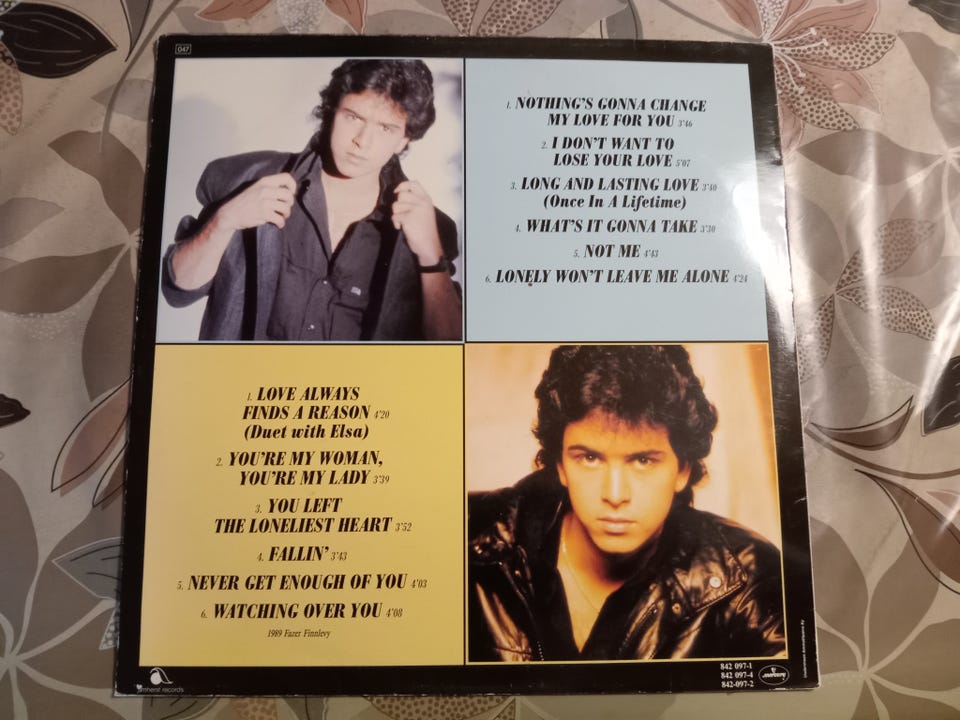 047
1. NOTHING'S GONNA CHANGE
MY LOVE FOR YOU 3'46
2. I DON'T WANT TO
LOSE YOUR LOVE 5'07
3. LONG AND LASTING LOVE 3'40
(Once In A Lifetime)
4. WHAT'S IT GONNA TAKE 3'30
5. NOT ME 4'43
6. LONELY WON'T LEAVE ME ALONE 4'24
1. LOVE ALWAYS
FINDS A REASON 4'20
(Duet with Elsa)
2. YOU'RE MY WOMAN,
YOU'RE MY LADY 3'39
3. YOU LEFT
THE LONELIEST HEART 3'52
4. FALLIN' 3'43
5. NEVER GET ENOUGH OF YOU 4'03
6. WATCHING OVER YOU 4'08
1989 Fazer Finnlevy
amherst records
842 097-1
842 097-4
842-097-2
mercury